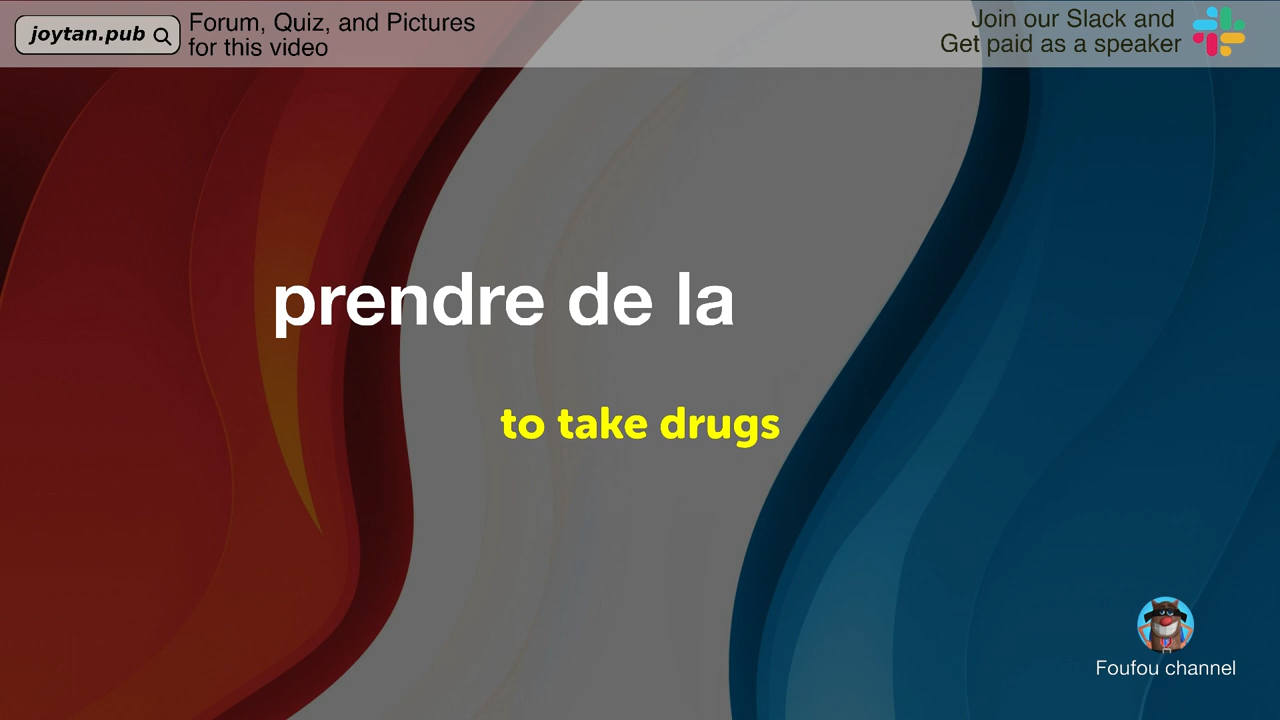 joytan.pub
Forum, Quiz, and Pictures
for this video
Join our Slack and
Get paid as a speaker
prendre de la
to take drugs
Foufou channel